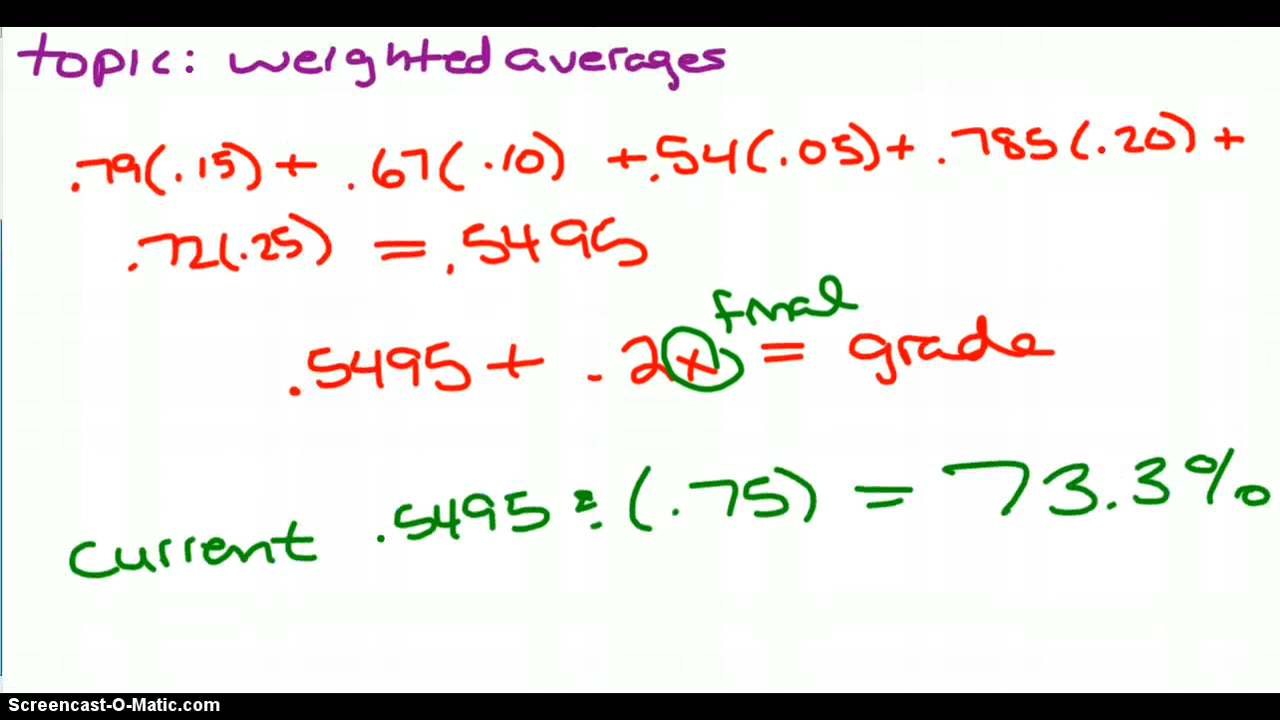 topic: weighted averages
.79(.15) + .67(.10) + .54(.05) + .785(.20) +
.72(.25) = .5495
final
.5495 + .2x = grade
current .5495 ÷ (.75) = 73.3%
Screencast-O-Matic.com